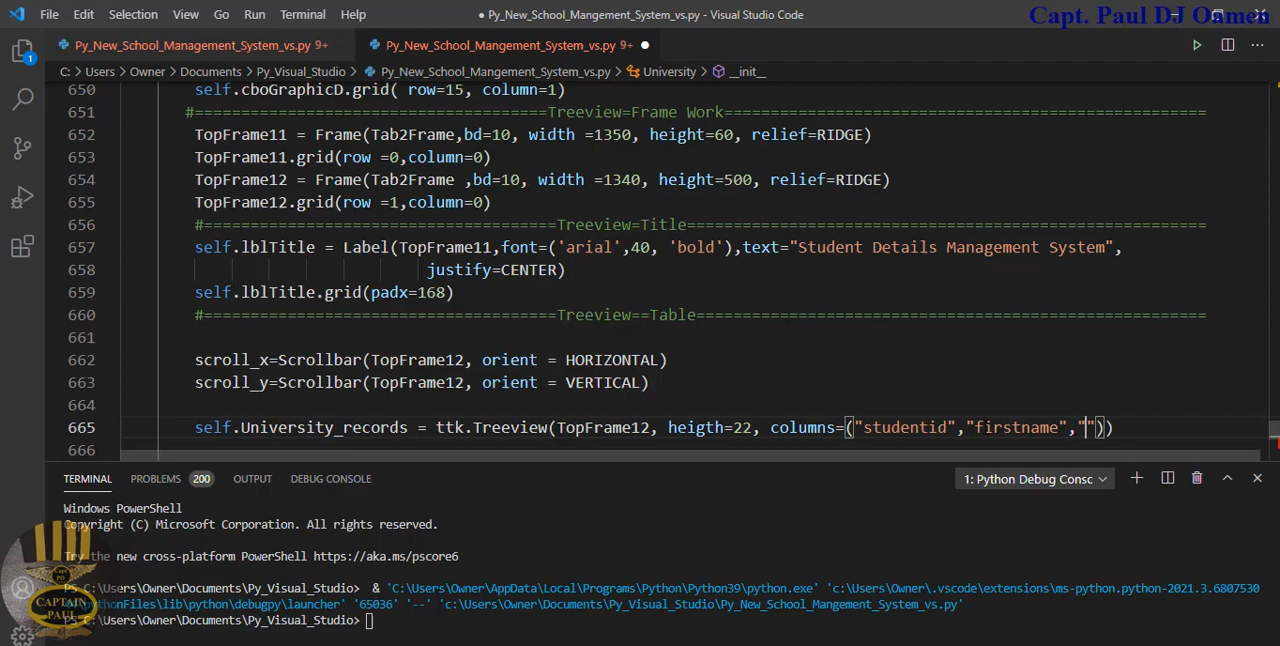 File Edit Selection View Go Run Terminal Help ● Py_New_School_Mangement_System_vs.py - Visual Studio Code
Capt. Paul DJ Oamen
Py_New_School_Management_System_vs.py 9+ Py_New_School_Mangement_System_vs.py 9+ ●
C: > Users > Owner > Documents > Py_Visual_Studio > Py_New_School_Mangement_System_vs.py > University > __init__
650 self.cboGraphicD.grid( row=15, column=1)
651 #======================================Treeview=Frame Work====================================================
652 TopFrame11 = Frame(Tab2Frame,bd=10, width =1350, height=60, relief=RIDGE)
653 TopFrame11.grid(row =0,column=0)
654 TopFrame12 = Frame(Tab2Frame ,bd=10, width =1340, height=500, relief=RIDGE)
655 TopFrame12.grid(row =1,column=0)
656 #======================================Treeview=Title========================================================
657 self.lblTitle = Label(TopFrame11,font=('arial',40, 'bold'),text="Student Details Management System",
658 justify=CENTER)
659 self.lblTitle.grid(padx=168)
660 #======================================Treeview==Table=======================================================
661
662 scroll_x=Scrollbar(TopFrame12, orient = HORIZONTAL)
663 scroll_y=Scrollbar(TopFrame12, orient = VERTICAL)
664
665 self.University_records = ttk.Treeview(TopFrame12, heigth=22, columns=("studentid","firstname",""))
666
TERMINAL PROBLEMS 200 OUTPUT DEBUG CONSOLE 1: Python Debug Consc
Windows PowerShell
Copyright (C) Microsoft Corporation. All rights reserved.
Try the new cross-platform PowerShell https://aka.ms/pscore6
PS C:\Users\Owner\Documents\Py_Visual_Studio> & 'C:\Users\Owner\AppData\Local\Programs\Python\Python39\python.exe' 'c:\Users\Owner\.vscode\extensions\ms-python.python-2021.3.6807530
\pythonFiles\lib\python\debugpy\launcher' '65036' '--' 'c:\Users\Owner\Documents\Py_Visual_Studio\Py_New_School_Mangement_System_vs.py'
PS C:\Users\Owner\Documents\Py_Visual_Studio>
CAPTAIN
PAUL